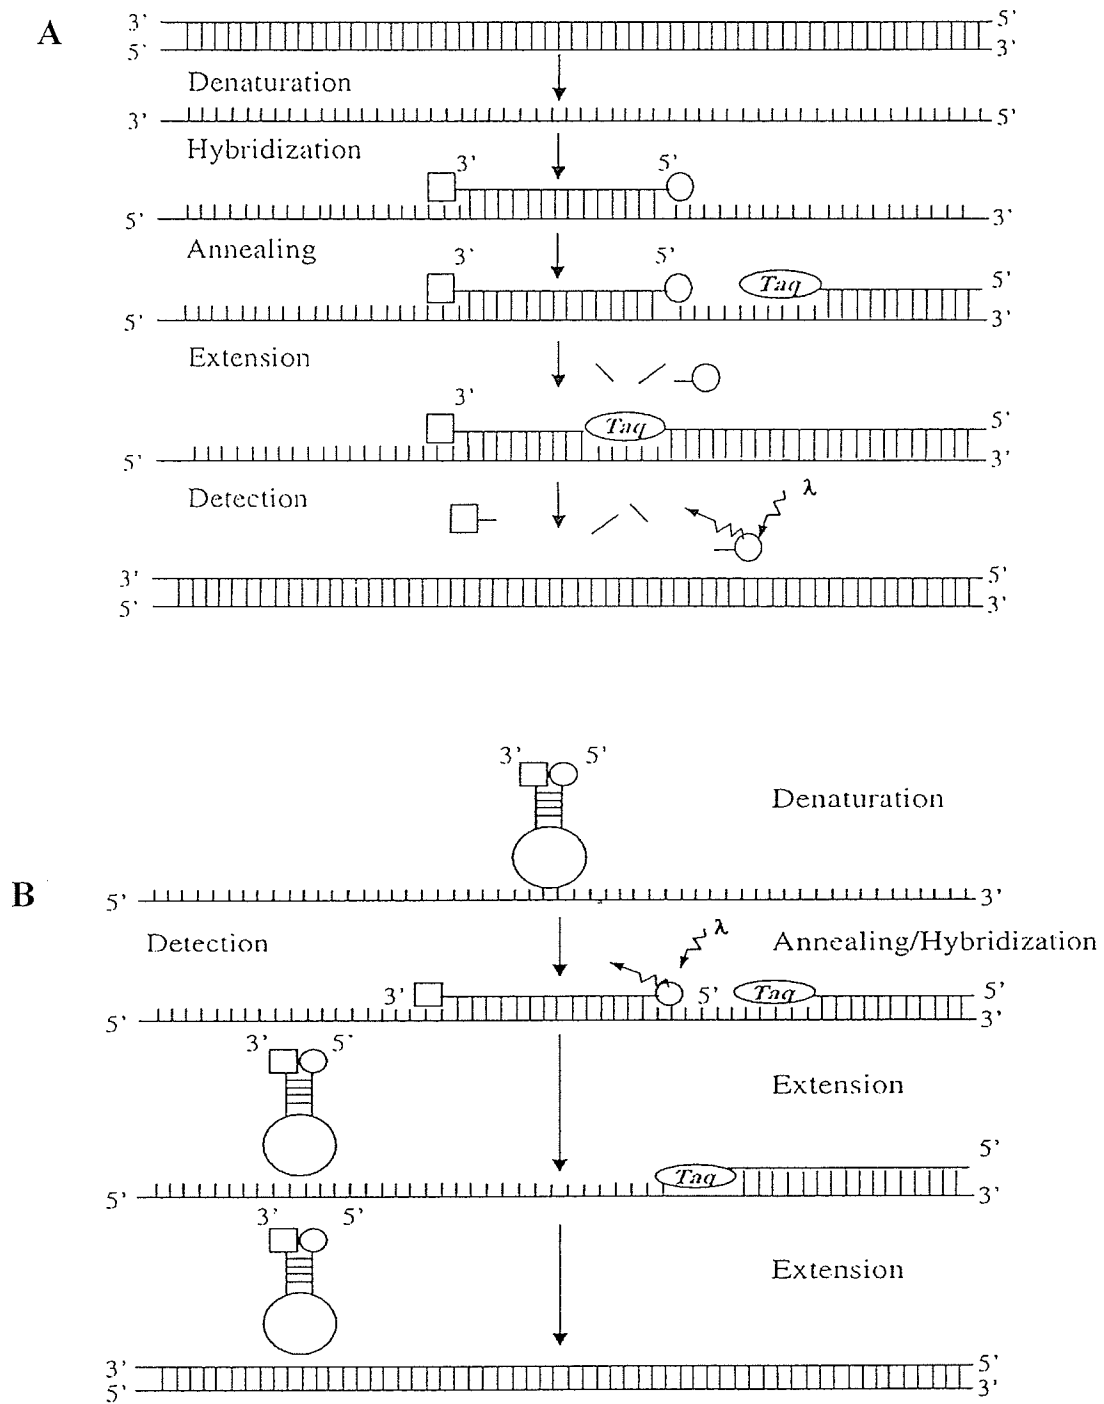 A
3' 5'
5' 3'
Denaturation
3' 5'
Hybridization
3' 5'
5' 3'
Annealing
3' 5'
Taq 5'
5' 3'
Extension
3'
Taq 5'
5' 3'
Detection
λ
3' 5'
5' 3'
3' 5'
Denaturation
B
5' 3'
Detection
λ
Annealing/Hybridization
3' 5' Taq 5'
5' 3'
3' 5'
Extension
5'
Taq
5' 3'
3' 5'
Extension
3' 5'
5' 3'